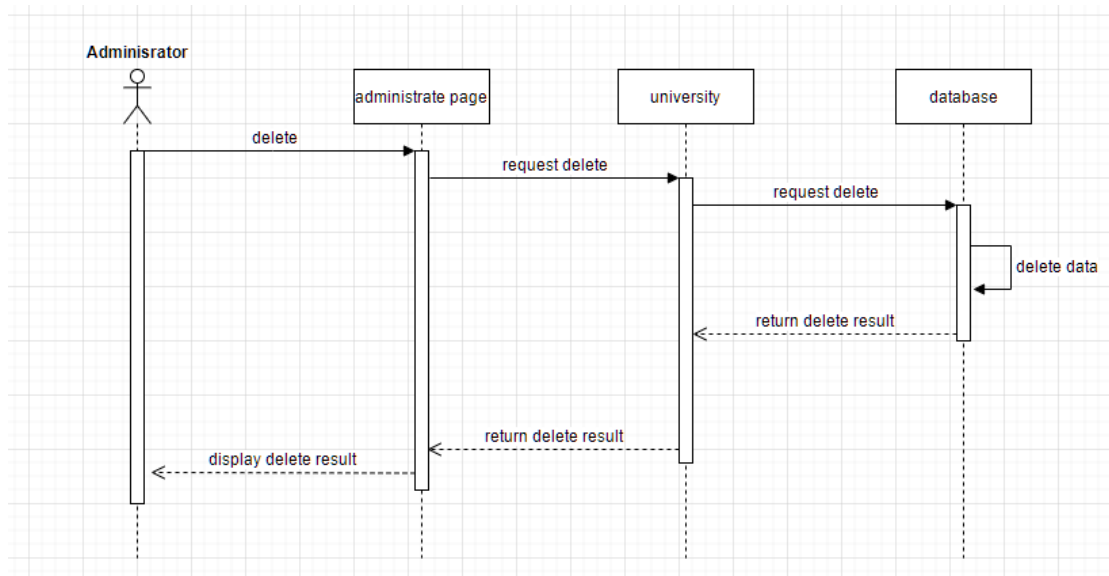 Adminisrator
administrate page
university
database
delete
request delete
request delete
delete data
return delete result
return delete result
display delete result